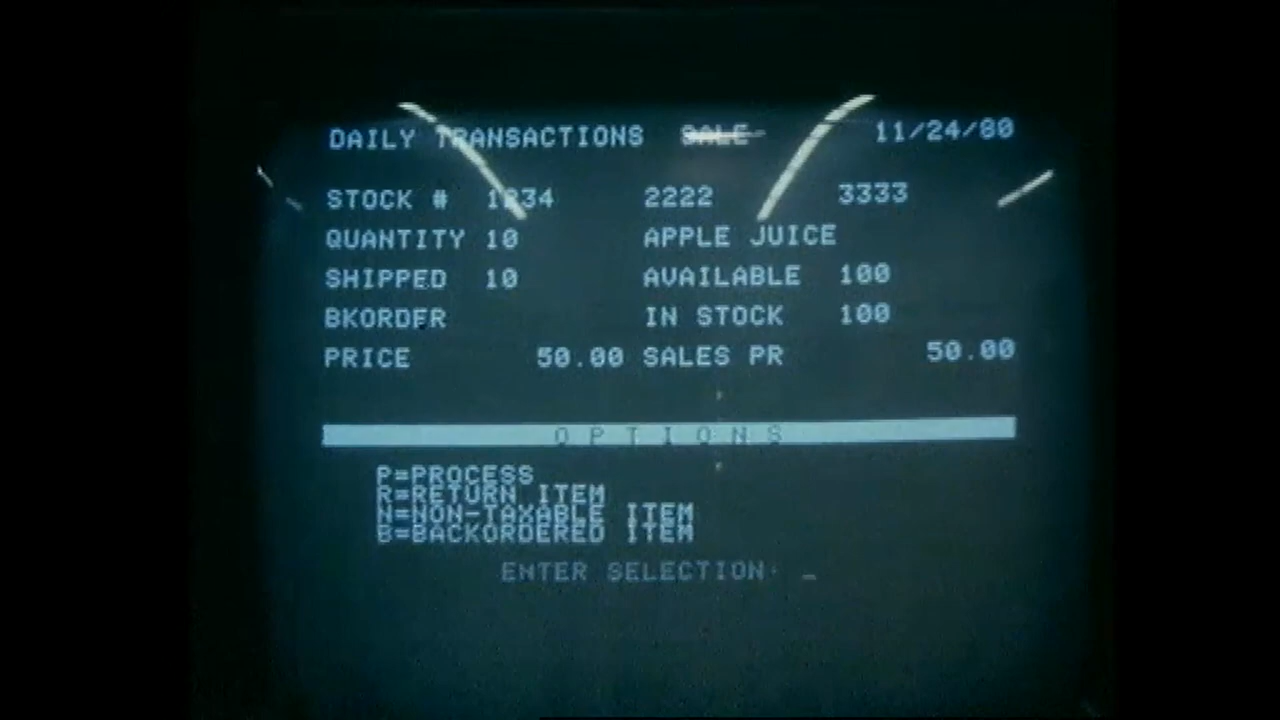 DAILY TRANSACTIONS SALE 11/24/80
STOCK # 1234 2222 3333
QUANTITY 10 APPLE JUICE
SHIPPED 10 AVAILABLE 100
BKORDER IN STOCK 100
PRICE 50.00 SALES PR 50.00
OPTIONS
P=PROCESS
R=RETURN ITEM
N=NON-TAXABLE ITEM
B=BACKORDERED ITEM
ENTER SELECTION: _